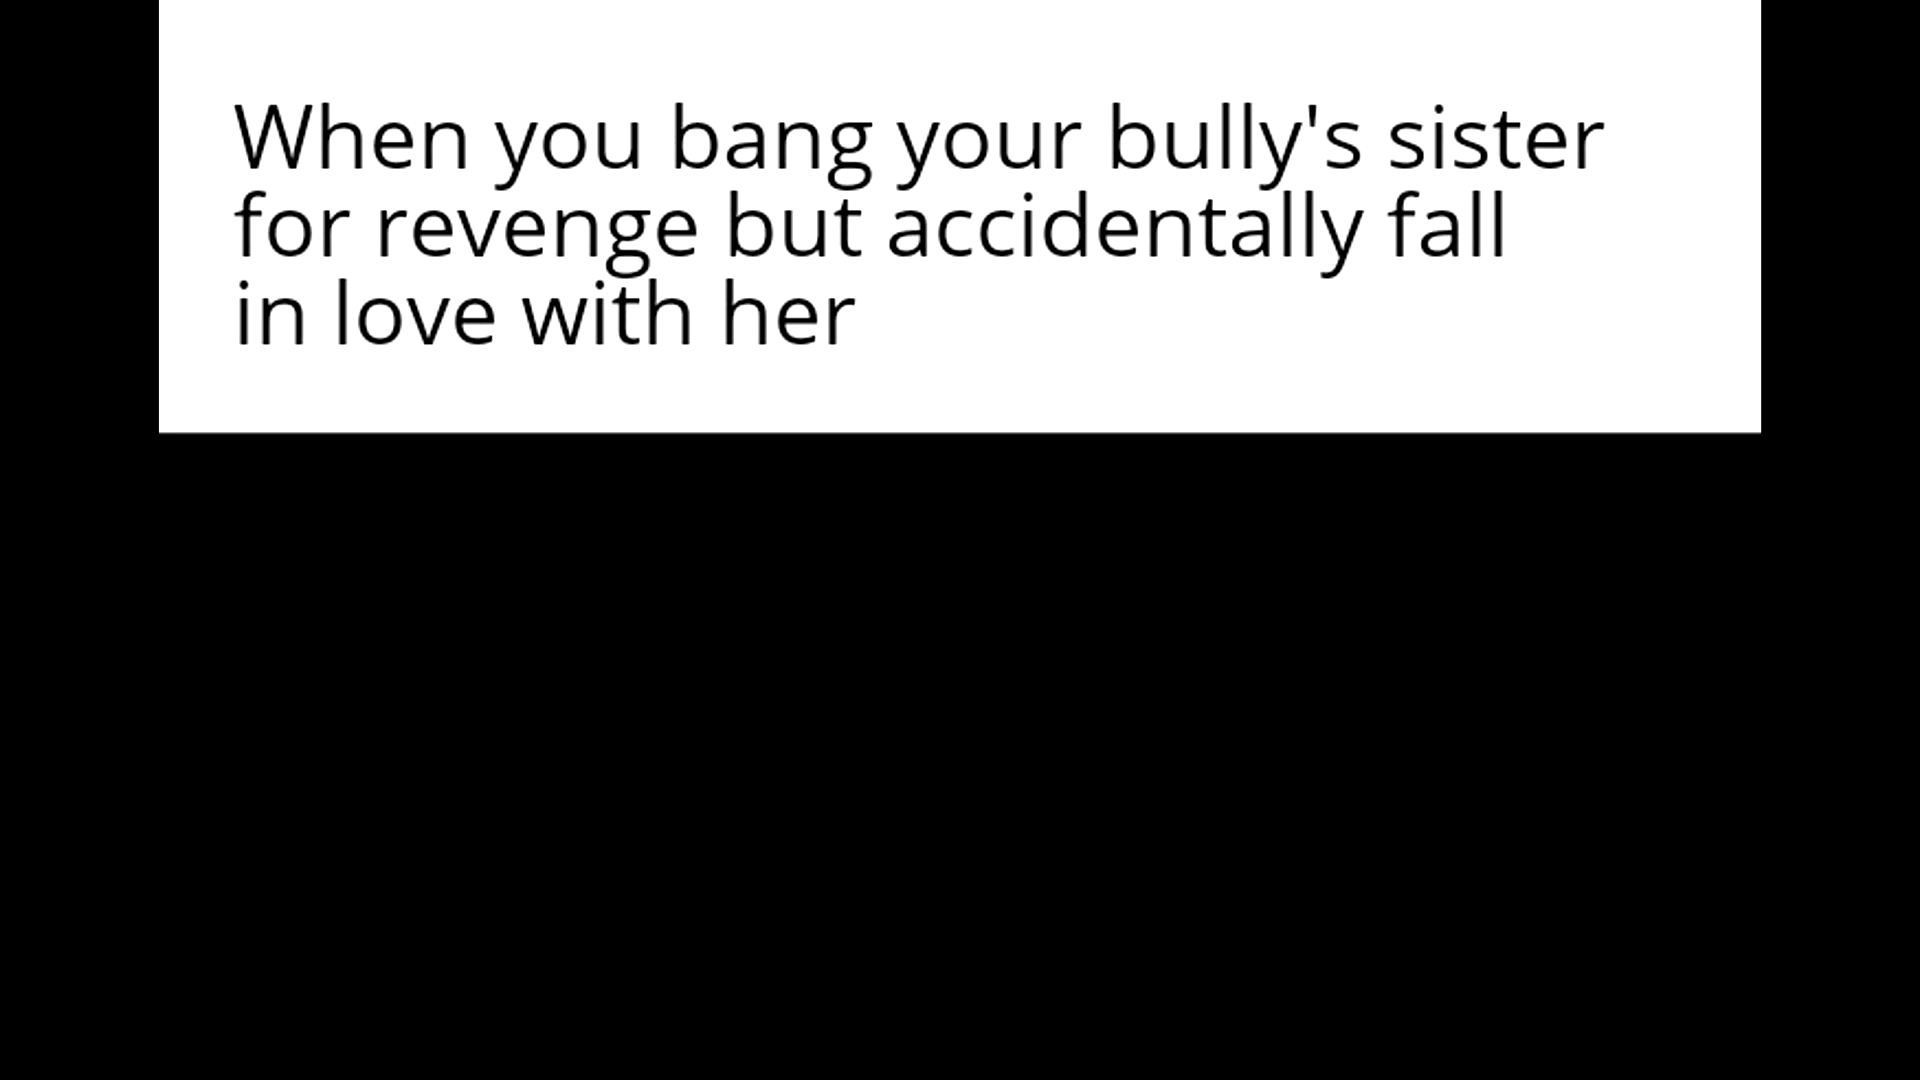 When you bang your bully's sister
for revenge but accidentally fall
in love with her